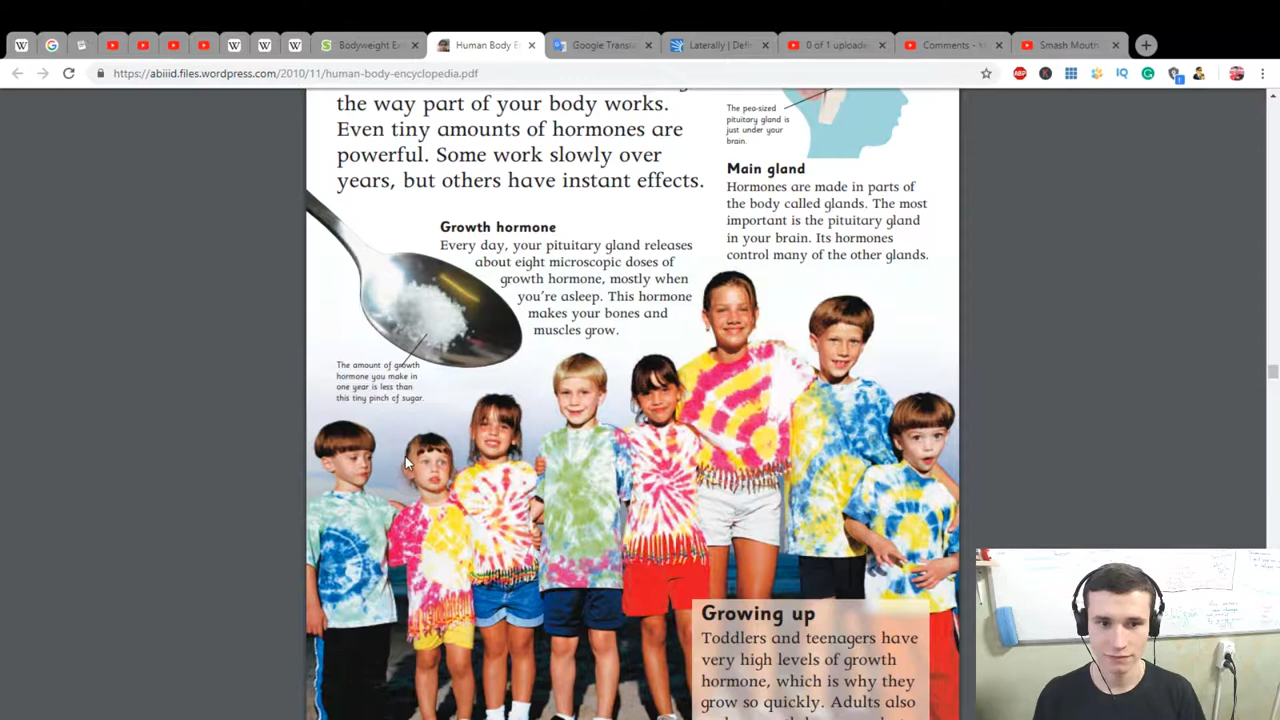 Bodyweight Ex
Human Body E
Google Transl
Laterally | Defi
0 of 1 uploade
Comments - K
Smash Mouth
https://abiiid.files.wordpress.com/2010/11/human-body-encyclopedia.pdf
the way part of your body works.
Even tiny amounts of hormones are
powerful. Some work slowly over
years, but others have instant effects.
The pea-sized
pituitary gland is
just under your
brain.
Main gland
Hormones are made in parts of
the body called glands. The most
important is the pituitary gland
in your brain. Its hormones
control many of the other glands.
Growth hormone
Every day, your pituitary gland releases
about eight microscopic doses of
growth hormone, mostly when
you're asleep. This hormone
makes your bones and
muscles grow.
The amount of growth
hormone you make in
one year is less than
this tiny pinch of sugar.
Growing up
Toddlers and teenagers have
very high levels of growth
hormone, which is why they
grow so quickly. Adults also